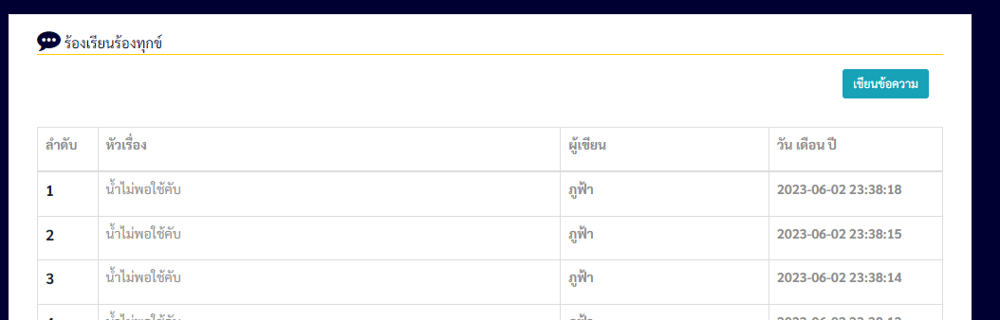 ร้องเรียนร้องทุกข์
เขียนข้อความ
ลำดับ หัวเรื่อง ผู้เขียน วัน เดือน ปี
1 น้ำไม่พอใช้คับ ภูฟ้า 2023-06-02 23:38:18
2 น้ำไม่พอใช้คับ ภูฟ้า 2023-06-02 23:38:15
3 น้ำไม่พอใช้คับ ภูฟ้า 2023-06-02 23:38:14